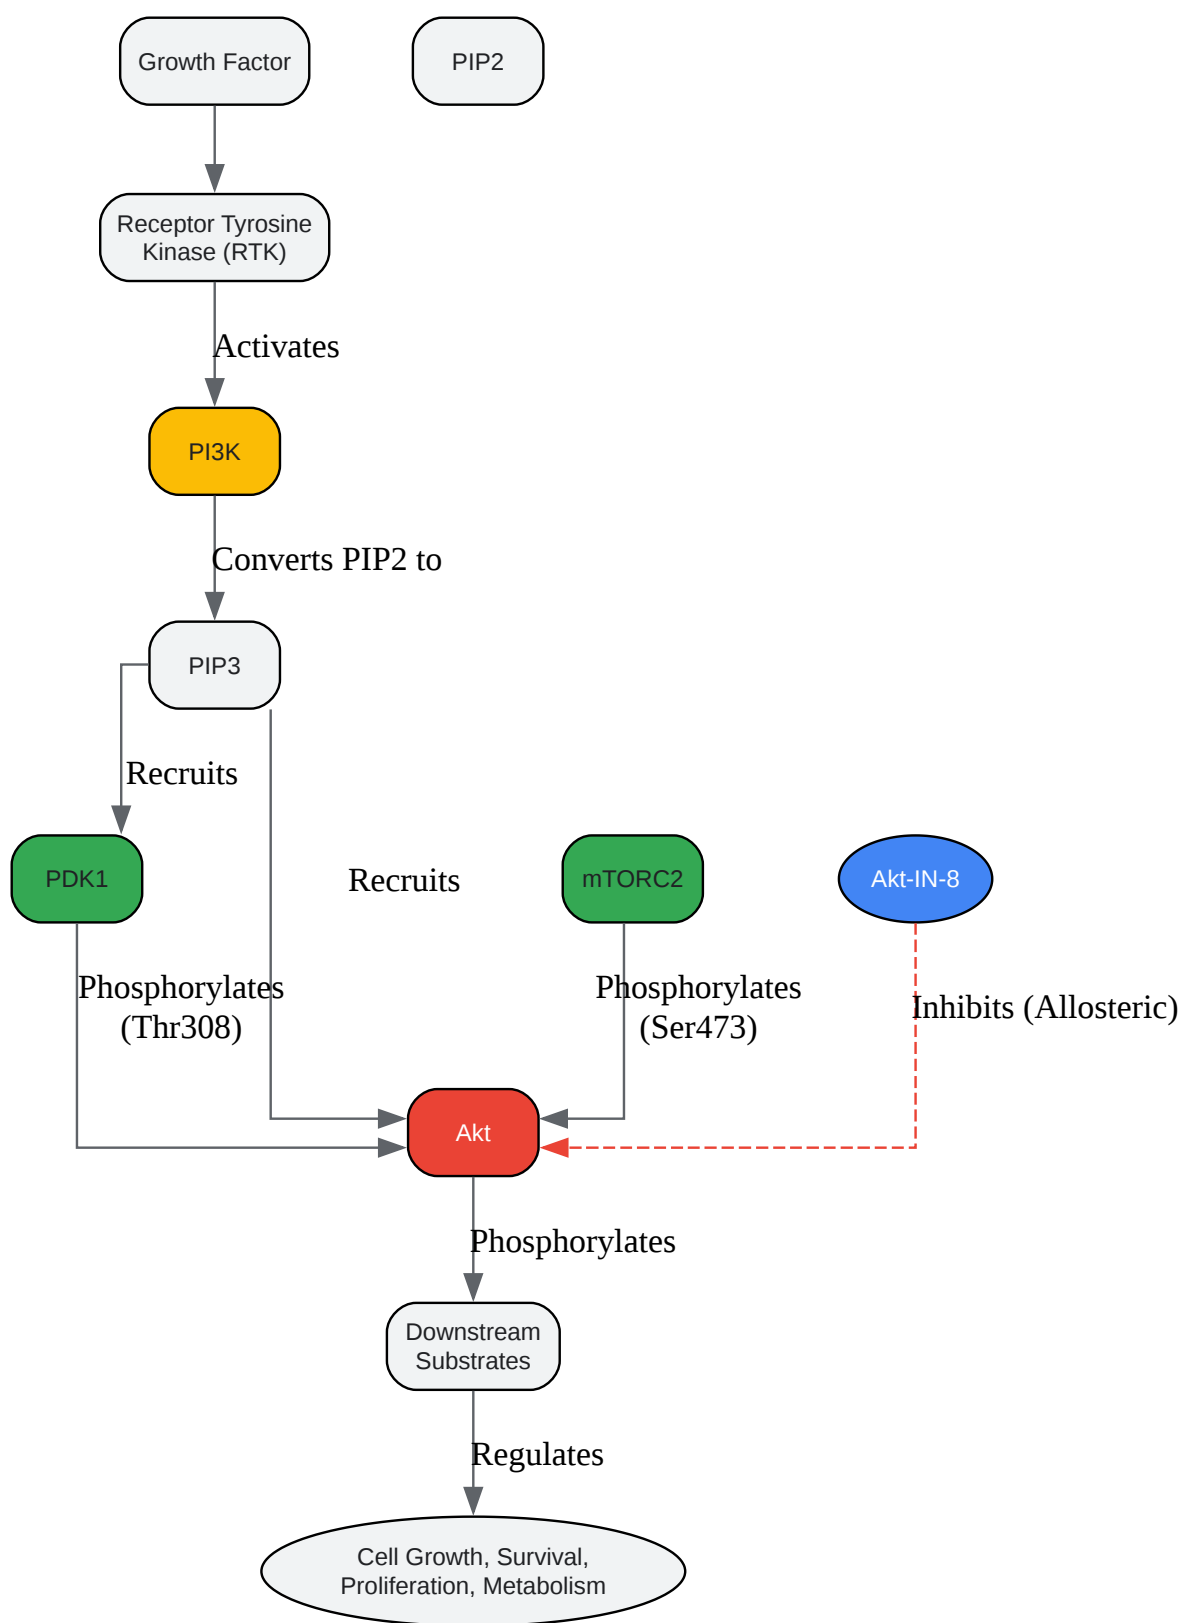 Growth Factor
PIP2
Receptor Tyrosine
Kinase (RTK)
Activates
PI3K
Converts PIP2 to
PIP3
Recruits
PDK1
Recruits
mTORC2
Akt-IN-8
Phosphorylates
(Thr308)
Phosphorylates
(Ser473)
Inhibits (Allosteric)
Akt
Phosphorylates
Downstream
Substrates
Regulates
Cell Growth, Survival,
Proliferation, Metabolism